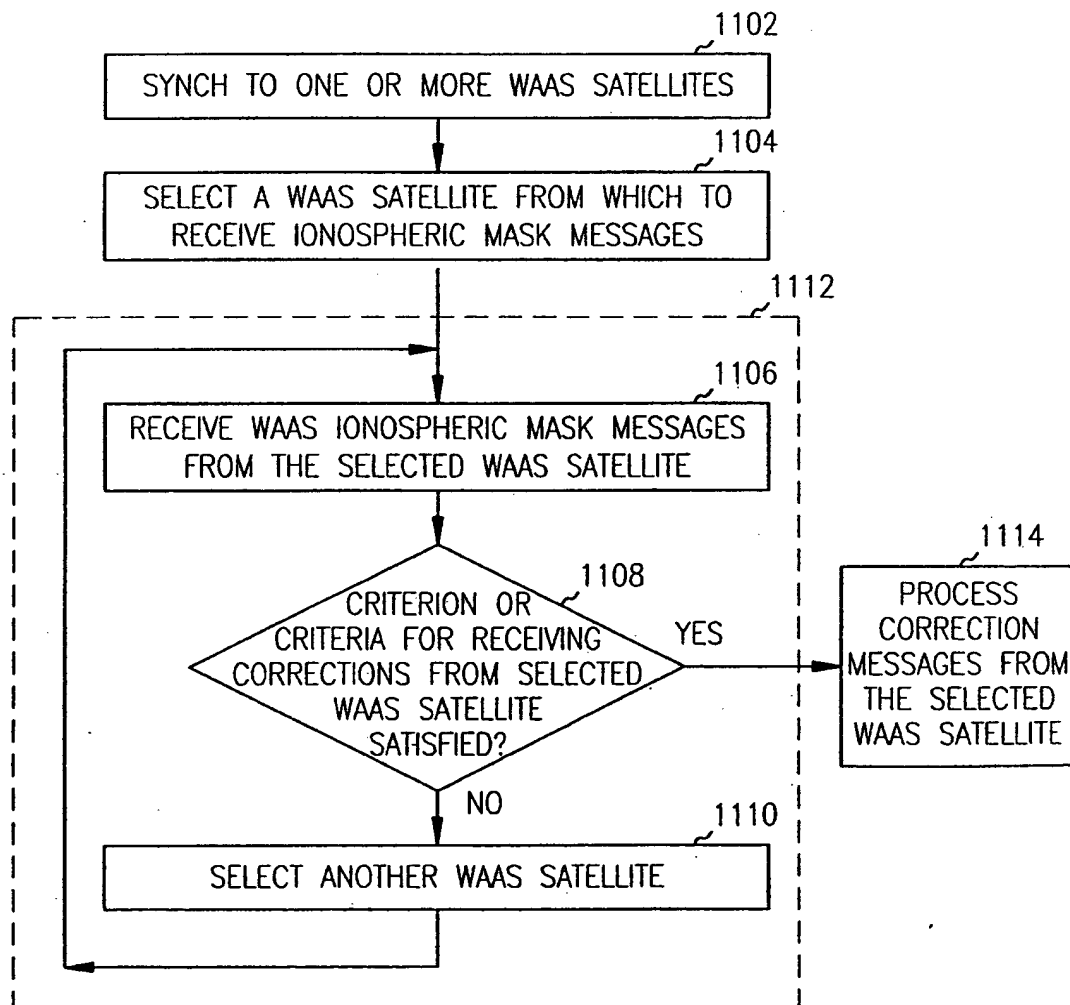 1102
SYNCH TO ONE OR MORE WAAS SATELLITES
1104
SELECT A WAAS SATELLITE FROM WHICH TO
RECEIVE IONOSPHERIC MASK MESSAGES
1112
1106
RECEIVE WAAS IONOSPHERIC MASK MESSAGES
FROM THE SELECTED WAAS SATELLITE
1108
CRITERION OR
CRITERIA FOR RECEIVING
CORRECTIONS FROM SELECTED
WAAS SATELLITE
SATISFIED?
YES
1114
PROCESS
CORRECTION
MESSAGES FROM
THE SELECTED
WAAS SATELLITE
NO
1110
SELECT ANOTHER WAAS SATELLITE